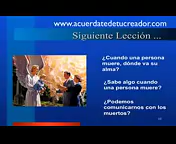 www.acuerdatedetucreador.com
Siguiente Lección ...
¿Cuando una persona
muere, dónde va su
alma?
¿Sabe algo cuando
una persona muere?
¿Podemos
comunicarnos con los
muertos?